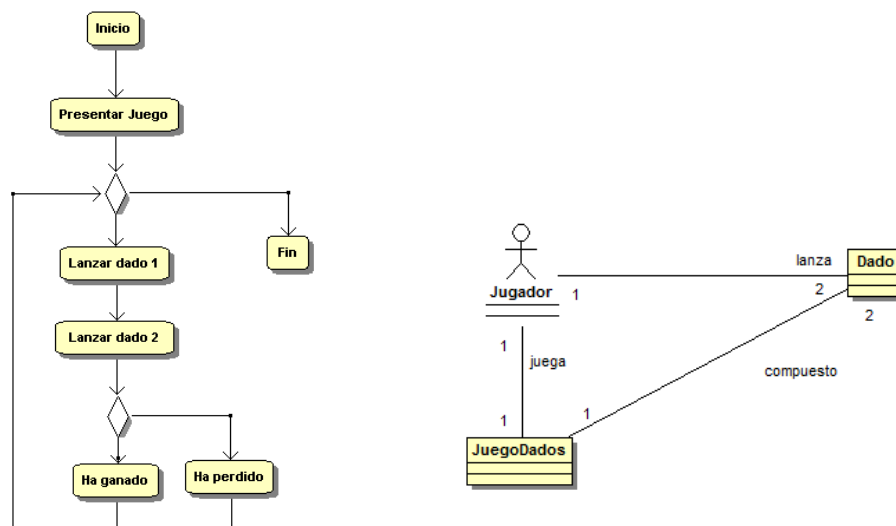 Inicio
Presentar Juego
Fin
Lanzar dado 1
Lanzar dado 2
Ha ganado
Ha perdido
Jugador
lanza
Dado
1
2
2
1
juega
compuesto
1
1
JuegoDados